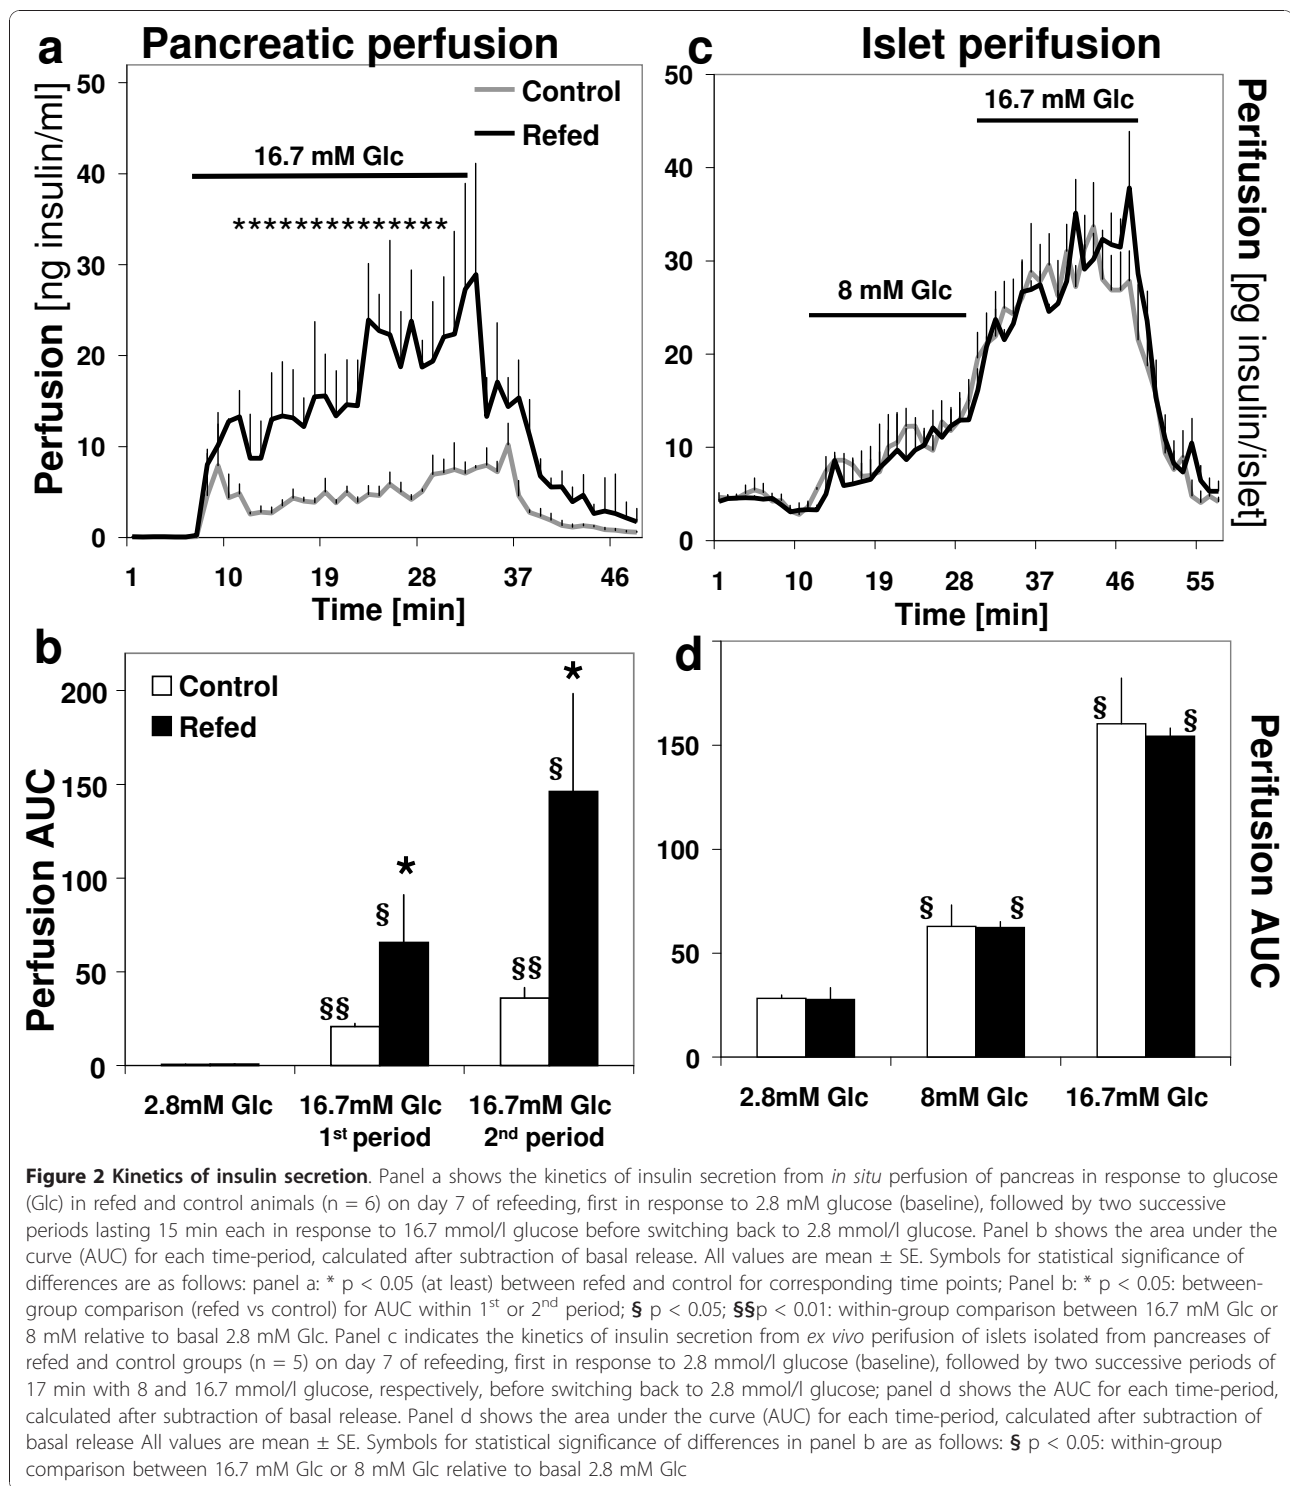 a Pancreatic perfusion
50
40
30
20
10
0
Perfusion [ng insulin/ml]
Control
Refed
16.7 mM Glc
**************
1 10 19 28 37 46
Time [min]
c Islet perifusion
50
40
30
20
10
0
16.7 mM Glc
8 mM Glc
Perifusion [pg insulin/islet]
1 10 19 28 37 46 55
Time [min]
b
200
150
100
50
0
Perfusion AUC
Control
Refed
*
§
*
§
§§
§§
2.8mM Glc 16.7mM Glc 16.7mM Glc
1st period 2nd period
d
150
100
50
0
§ §
§ §
Perifusion AUC
2.8mM Glc 8mM Glc 16.7mM Glc
Figure 2 Kinetics of insulin secretion. Panel a shows the kinetics of insulin secretion from in situ perfusion of pancreas in response to glucose
(Glc) in refed and control animals (n = 6) on day 7 of refeeding, first in response to 2.8 mM glucose (baseline), followed by two successive
periods lasting 15 min each in response to 16.7 mmol/l glucose before switching back to 2.8 mmol/l glucose. Panel b shows the area under the
curve (AUC) for each time-period, calculated after subtraction of basal release. All values are mean ± SE. Symbols for statistical significance of
differences are as follows: panel a: * p < 0.05 (at least) between refed and control for corresponding time points; Panel b: * p < 0.05: between-
group comparison (refed vs control) for AUC within 1st or 2nd period; § p < 0.05; §§p < 0.01: within-group comparison between 16.7 mM Glc or
8 mM relative to basal 2.8 mM Glc. Panel c indicates the kinetics of insulin secretion from ex vivo perifusion of islets isolated from pancreases of
refed and control groups (n = 5) on day 7 of refeeding, first in response to 2.8 mmol/l glucose (baseline), followed by two successive periods of
17 min with 8 and 16.7 mmol/l glucose, respectively, before switching back to 2.8 mmol/l glucose; panel d shows the AUC for each time-period,
calculated after subtraction of basal release. Panel d shows the area under the curve (AUC) for each time-period, calculated after subtraction of
basal release All values are mean ± SE. Symbols for statistical significance of differences in panel b are as follows: § p < 0.05: within-group
comparison between 16.7 mM Glc or 8 mM Glc relative to basal 2.8 mM Glc